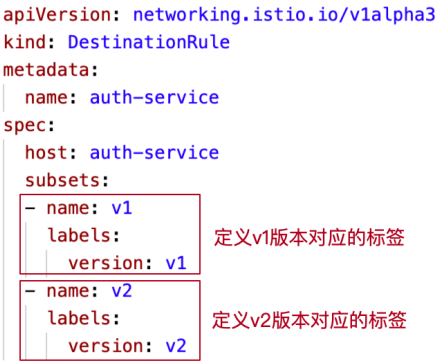 apiVersion: networking.istio.io/v1alpha3
kind: DestinationRule
metadata:
  name: auth-service
spec:
  host: auth-service
  subsets:
  - name: v1
    labels:
      version: v1
定义v1版本对应的标签
  - name: v2
    labels:
      version: v2
定义v2版本对应的标签